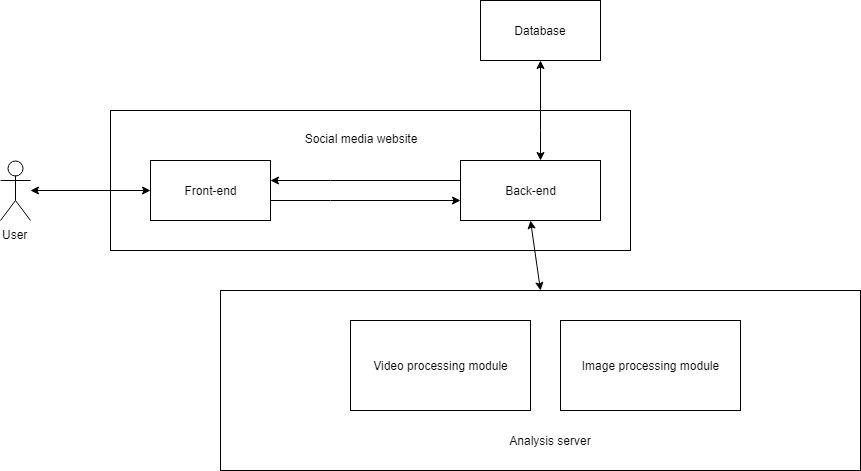 Database
Social media website
Front-end
Back-end
User
Video processing module
Image processing module
Analysis server